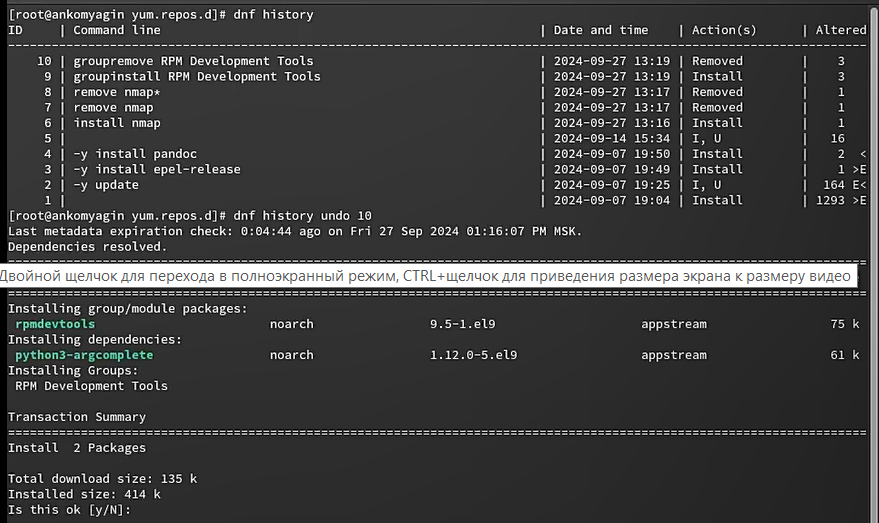 [root@ankomyagin yum.repos.d]# dnf history
ID | Command line | Date and time | Action(s) | Altered
10 | groupremove RPM Development Tools | 2024-09-27 13:19 | Removed | 3
9 | groupinstall RPM Development Tools | 2024-09-27 13:19 | Install | 3
8 | remove nmap* | 2024-09-27 13:17 | Removed | 1
7 | remove nmap | 2024-09-27 13:17 | Removed | 1
6 | install nmap | 2024-09-27 13:16 | Install | 1
5 | | 2024-09-14 15:34 | I, U | 16
4 | -y install pandoc | 2024-09-07 19:50 | Install | 2 <
3 | -y install epel-release | 2024-09-07 19:49 | Install | 1 >E
2 | -y update | 2024-09-07 19:25 | I, U | 164 E<
1 | | 2024-09-07 19:04 | Install | 1293 >E
[root@ankomyagin yum.repos.d]# dnf history undo 10
Last metadata expiration check: 0:04:44 ago on Fri 27 Sep 2024 01:16:07 PM MSK.
Dependencies resolved.
Двойной щелчок для перехода в полноэкранный режим, CTRL+щелчок для приведения размера экрана к размеру видео
Installing group/module packages:
rpmdevtools noarch 9.5-1.el9 appstream 75 k
Installing dependencies:
python3-argcomplete noarch 1.12.0-5.el9 appstream 61 k
Installing Groups:
RPM Development Tools
Transaction Summary
Install 2 Packages
Total download size: 135 k
Installed size: 414 k
Is this ok [y/N]: